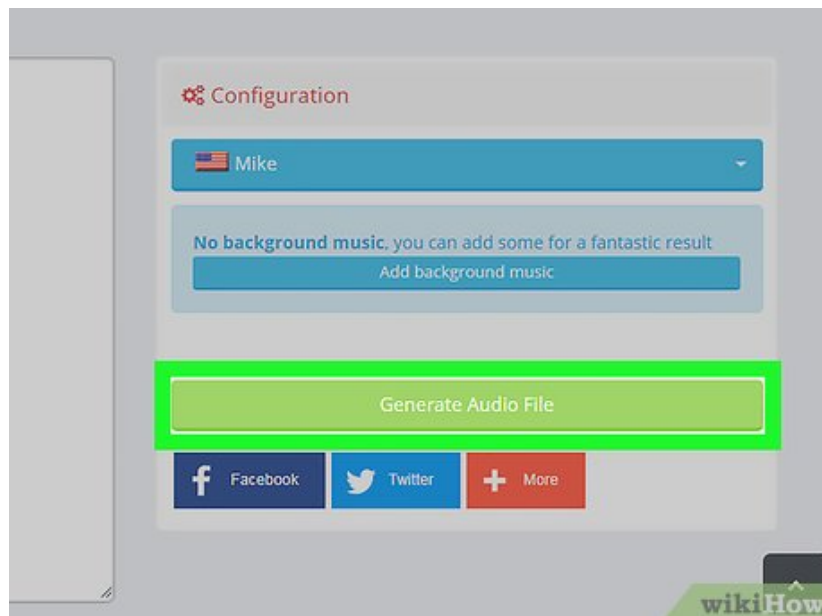 Configuration
Mike
No background music, you can add some for a fantastic result
Add background music
Generate Audio File
Facebook
Twitter
More
wikiHow